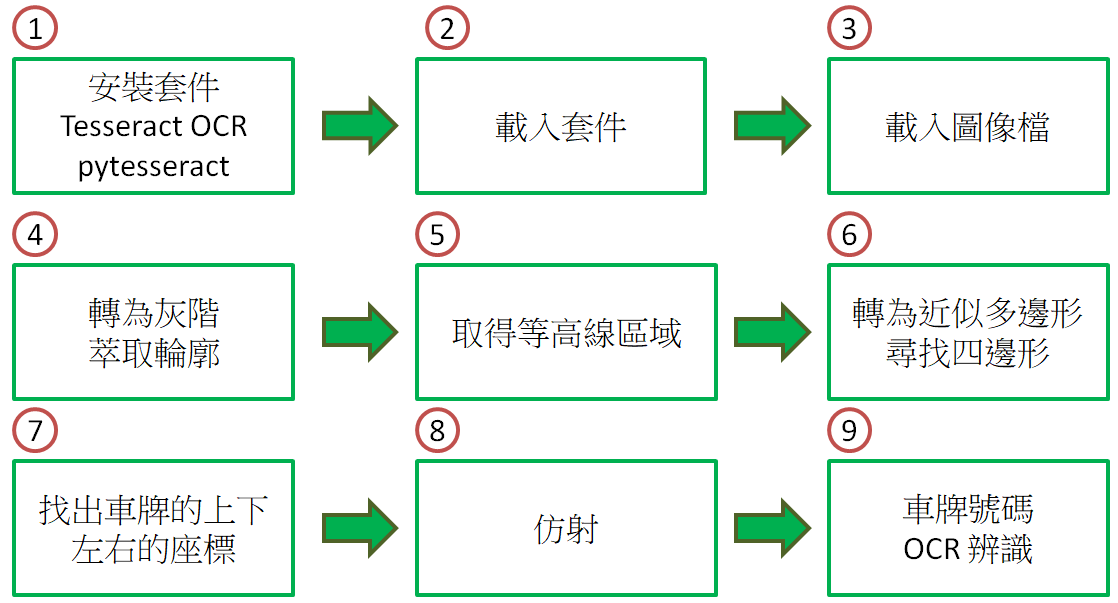 1
安裝套件
Tesseract OCR
pytesseract
2
載入套件
3
載入圖像檔
4
轉為灰階
萃取輪廓
5
取得等高線區域
6
轉為近似多邊形
尋找四邊形
7
找出車牌的上下
左右的座標
8
仿射
9
車牌號碼
OCR 辨識